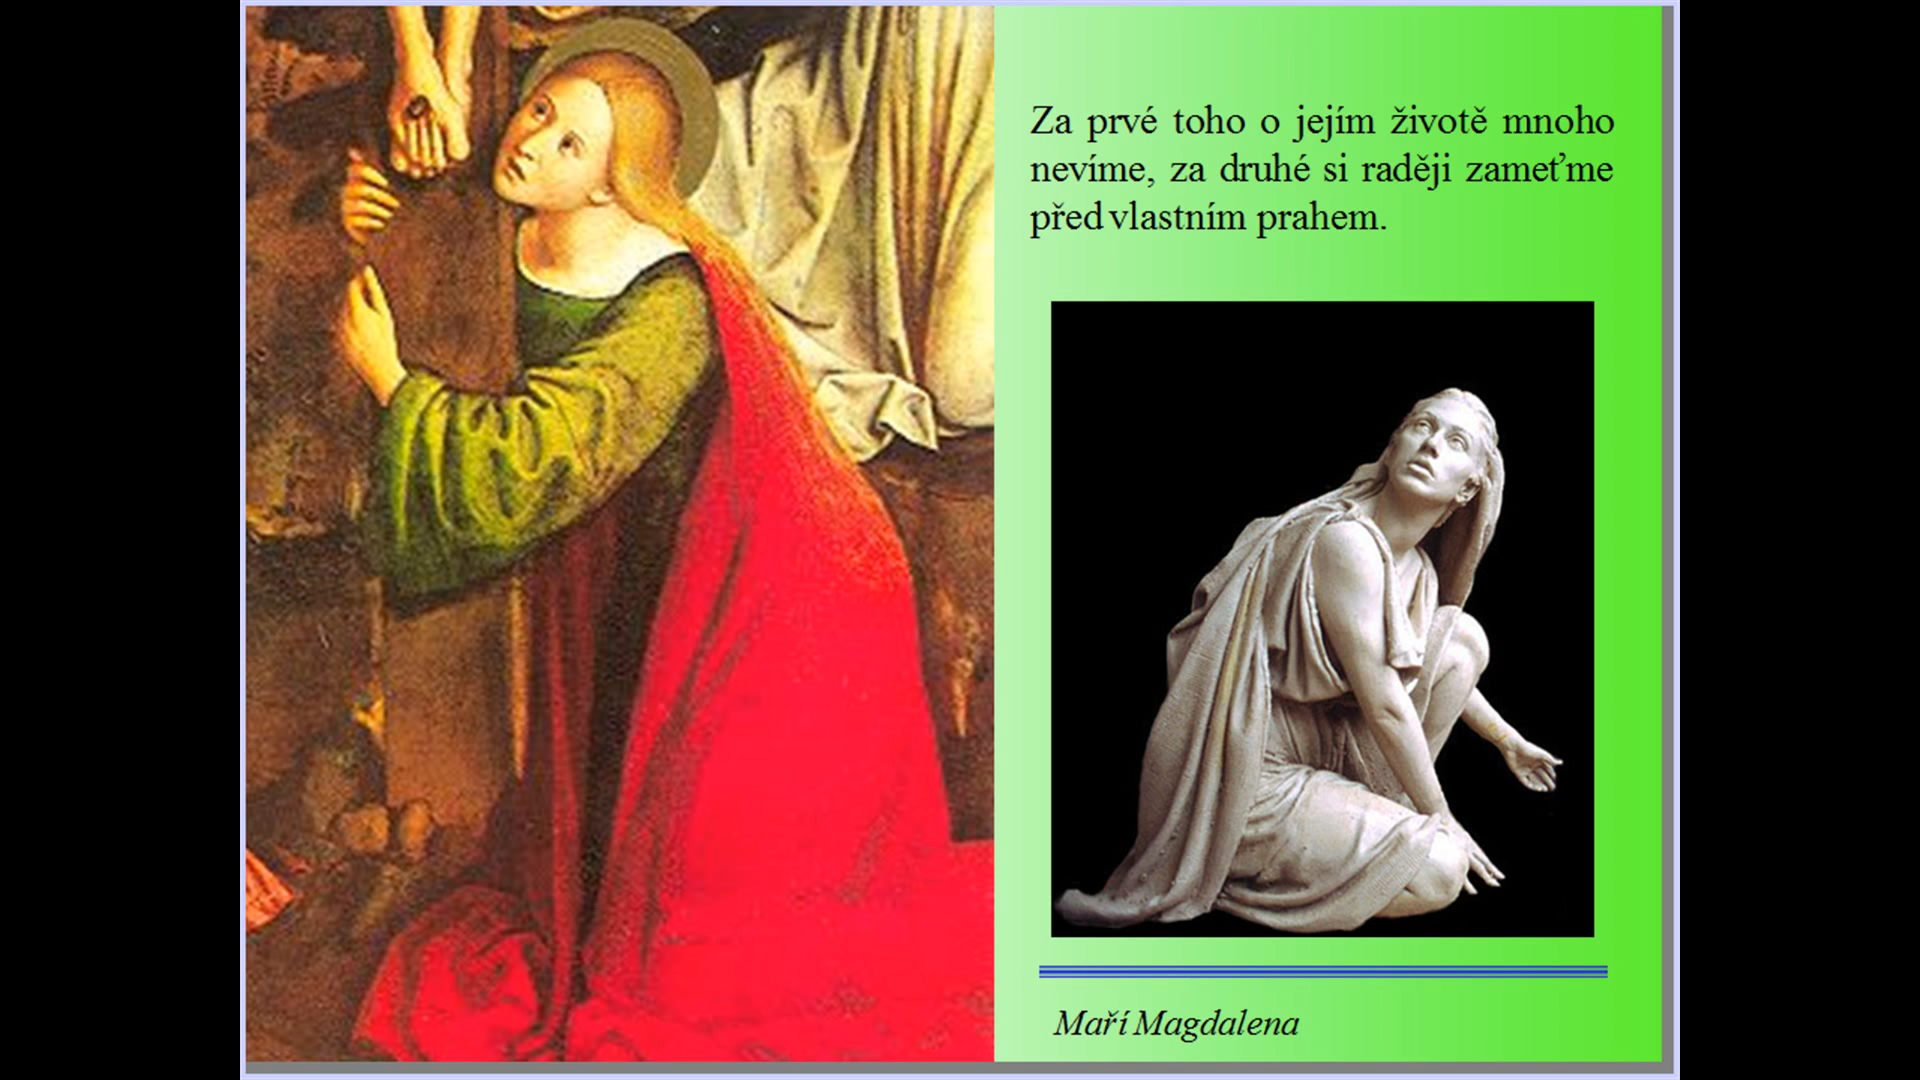 Za prvé toho o jejím životě mnoho
nevíme, za druhé si raději zameťme
před vlastním prahem.
Maří Magdalena